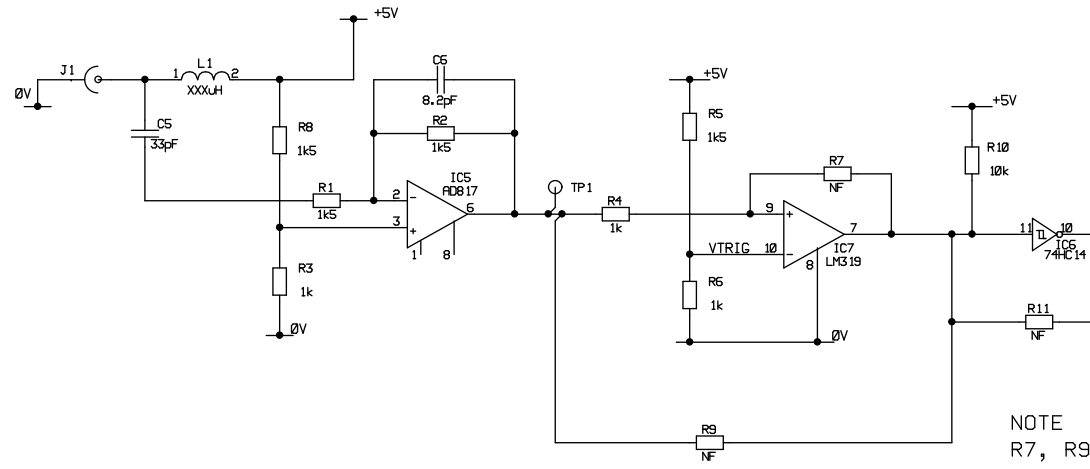 +5V
J1
L1
1
2
XXXuH
0V
C5
33pF
R8
1k5
C6
8.2pF
R2
1k5
R1
1k5
IC5
AD817
2
3
6
1
8
R3
1k
0V
TP1
R4
1k
+5V
R5
1k5
VTRIG
R6
1k
R7
NF
9
10
7
8
IC7
LM319
0V
+5V
R10
10k
11
10
IC6
74HC14
R11
NF
R9
NF
NOTE
R7, R9